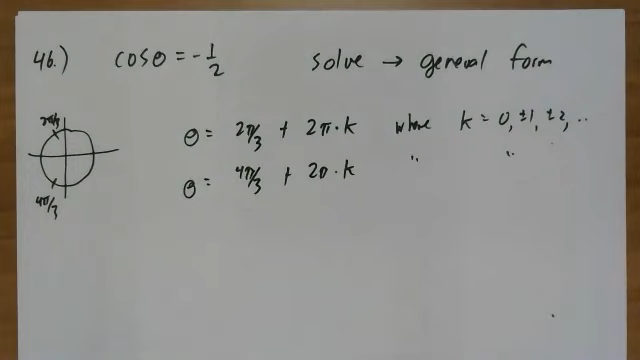 46.) cosθ = -1/2 solve → general form
2π/3
θ = 2π/3 + 2π·k where k = 0, ±1, ±2, ..
θ = 4π/3 + 2π·k " "
4π/3